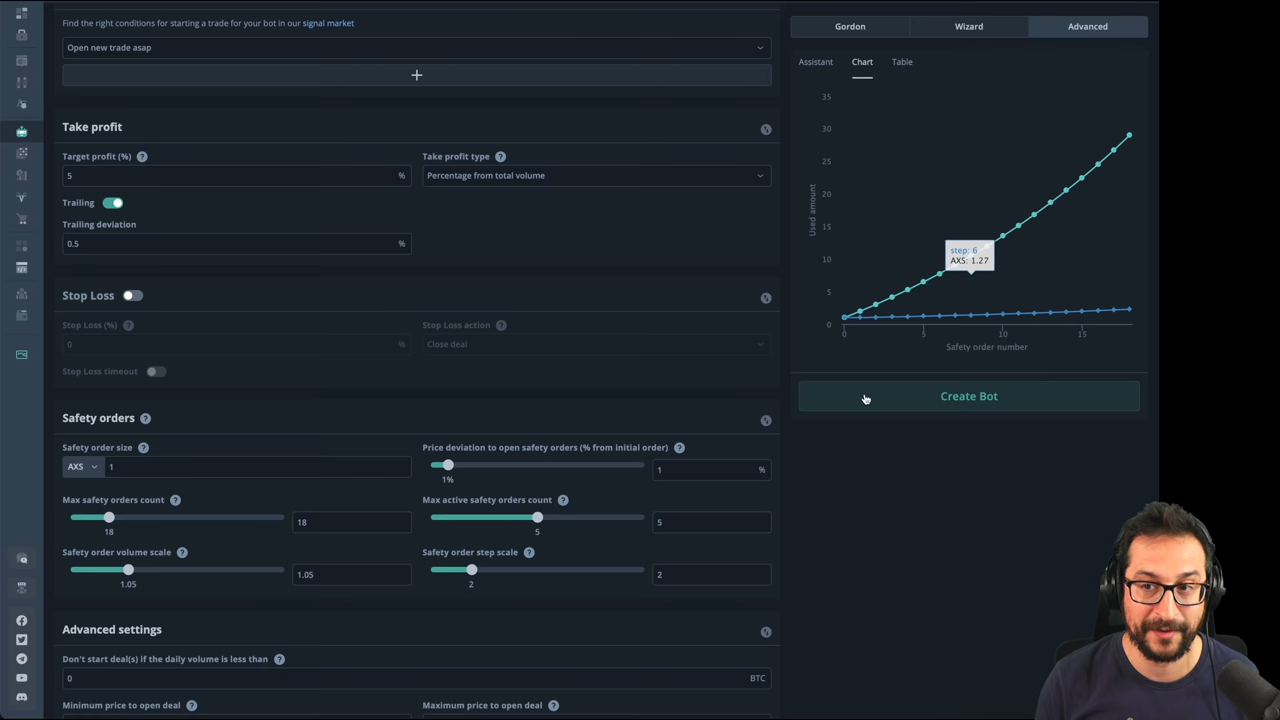 Find the right conditions for starting a trade for your bot in our signal market
Open new trade asap
+
Take profit
Target profit (%) ?
5 %
Take profit type ?
Percentage from total volume
Trailing
Trailing deviation
0.5 %
Stop Loss
Stop Loss (%) ?
0 %
Stop Loss action ?
Close deal
Stop Loss timeout
Safety orders ?
Safety order size ?
AXS 1
Price deviation to open safety orders (% from initial order) ?
1%
1 %
Max safety orders count ?
18
18
Max active safety orders count ?
5
5
Safety order volume scale ?
1.05
1.05
Safety order step scale ?
2
2
Advanced settings
Don't start deal(s) if the daily volume is less than ?
0 BTC
Minimum price to open deal ?
Maximum price to open deal ?
Gordon Wizard Advanced
Assistant Chart Table
35
30
25
20
15
10
5
0
Used amount
step: 6
AXS: 1.27
0 5 10 15
Safety order number
Create Bot